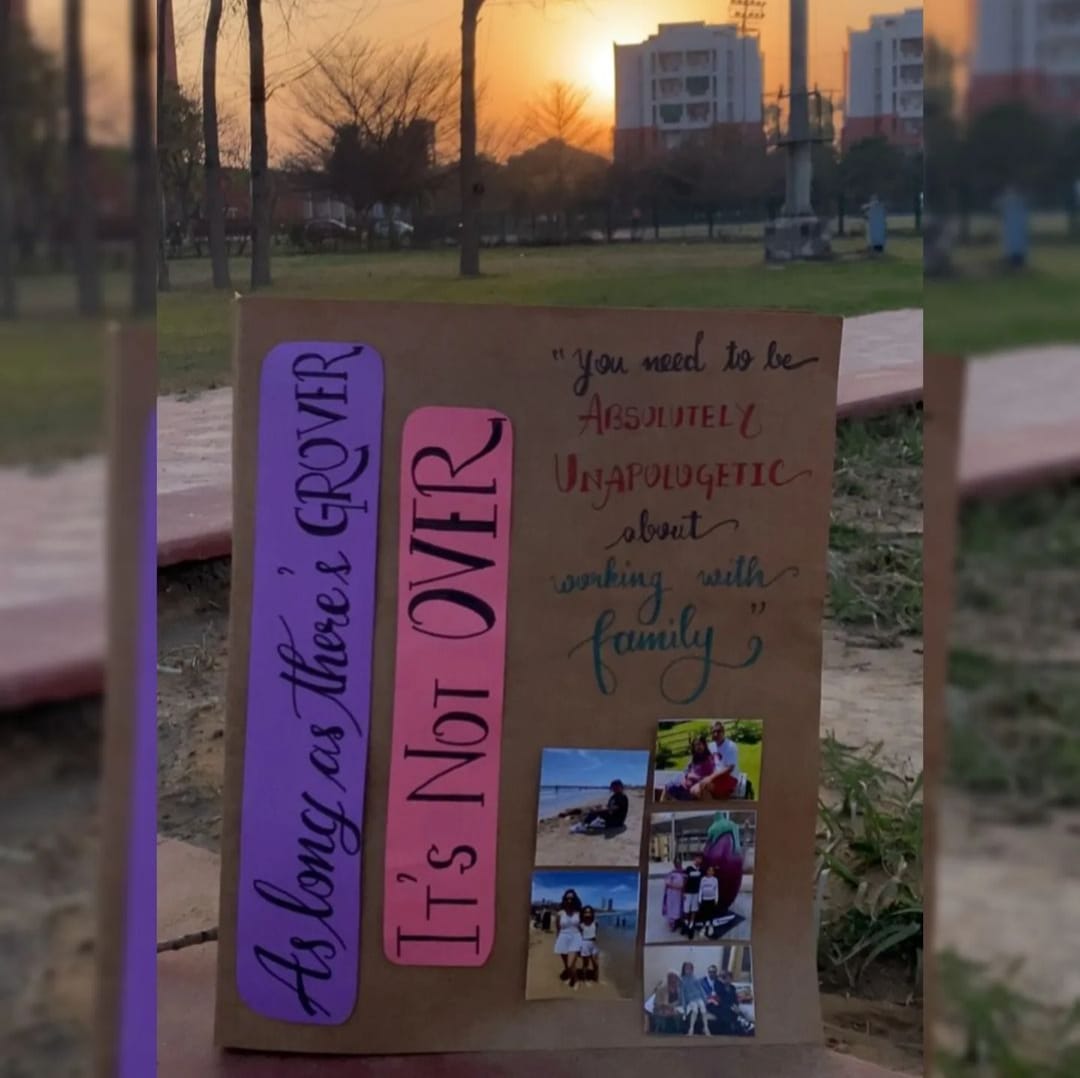 As long as there's GROVER
IT'S NOT OVER
"you need to be
ABSOLUTELY
UNAPOLOGETIC
about
working with
family"